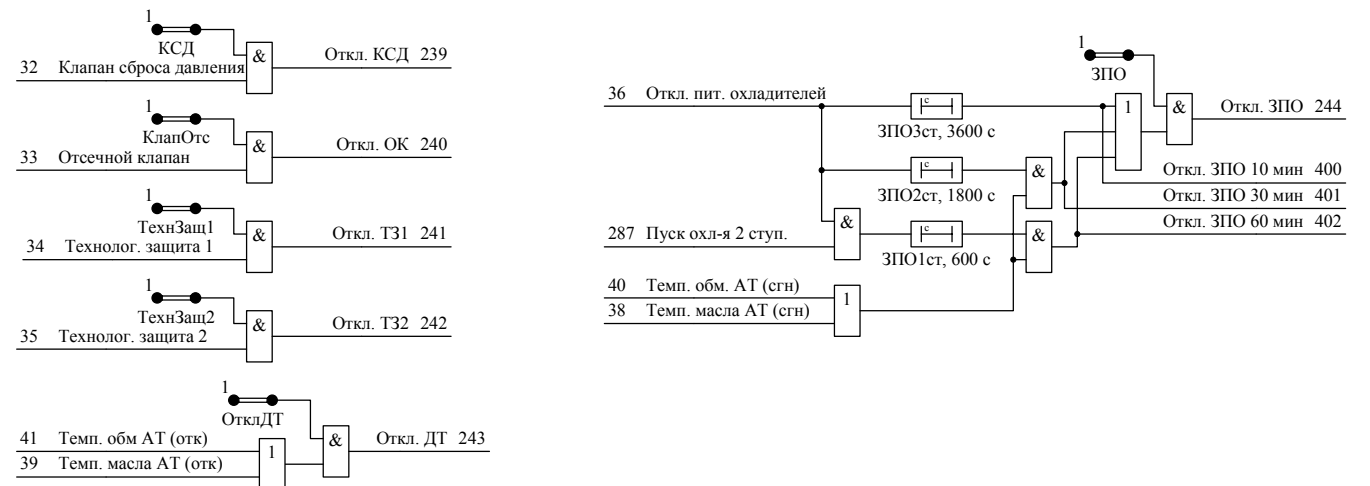 1
КСД
&
32 Клапан сброса давления
Откл. КСД 239
1
КлапОтс
&
33 Отсечной клапан
Откл. ОК 240
1
ТехнЗащ1
&
34 Технолог. защита 1
Откл. ТЗ1 241
1
ТехнЗащ2
&
35 Технолог. защита 2
Откл. ТЗ2 242
1
ОтклДТ
&
41 Темп. обм АТ (отк)
1
39 Темп. масла АТ (отк)
Откл. ДТ 243
1
ЗПО
36 Откл. пит. охладителей
с
ЗПО3ст, 3600 с
1
&
Откл. ЗПО 244
с
ЗПО2ст, 1800 с
&
Откл. ЗПО 10 мин 400
Откл. ЗПО 30 мин 401
Откл. ЗПО 60 мин 402
287 Пуск охл-я 2 ступ.
&
с
ЗПО1ст, 600 с
&
40 Темп. обм. АТ (сгн)
1
38 Темп. масла АТ (сгн)